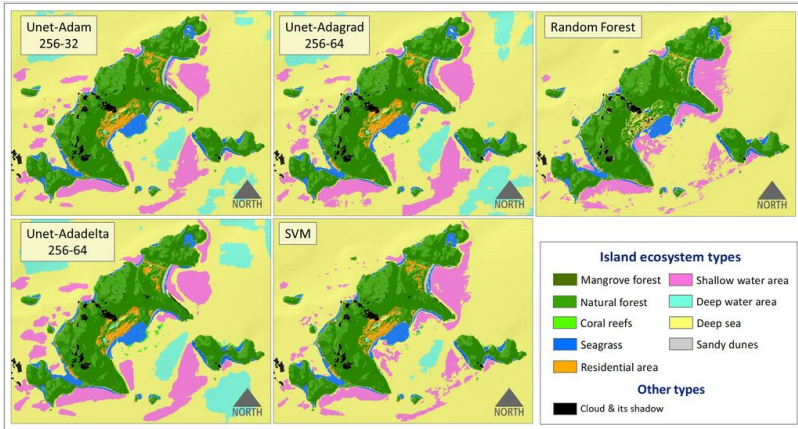 Unet-Adam
256-32
NORTH
Unet-Adagrad
256-64
NORTH
Random Forest
NORTH
Unet-Adadelta
256-64
NORTH
SVM
NORTH
Island ecosystem types
Mangrove forest
Natural forest
Coral reefs
Seagrass
Residential area
Shallow water area
Deep water area
Deep sea
Sandy dunes
Other types
Cloud & its shadow